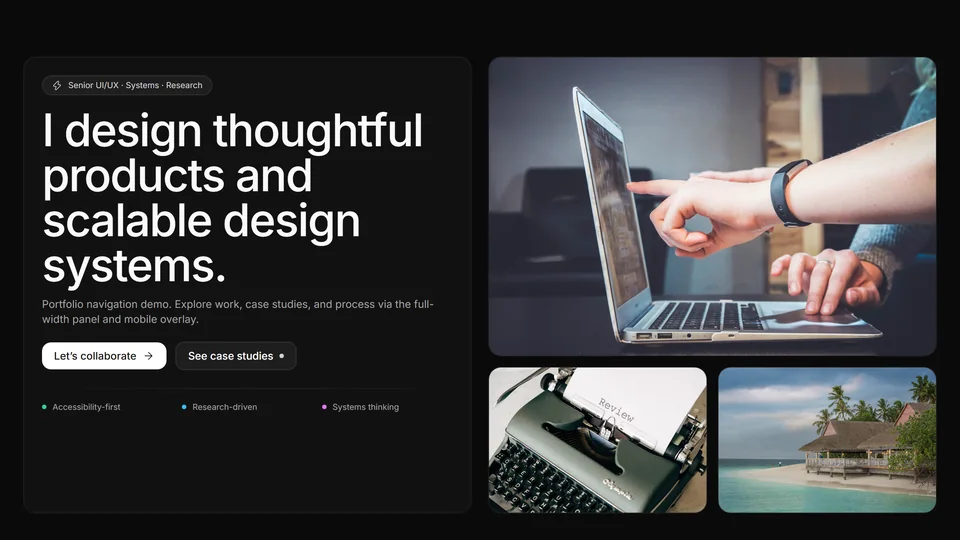 Senior UI/UX · Systems · Research
I design thoughtful
products and
scalable design
systems.
Portfolio navigation demo. Explore work, case studies, and process via the full-
width panel and mobile overlay.
Let’s collaborate
See case studies
Accessibility-first
Research-driven
Systems thinking
Review
Olympia